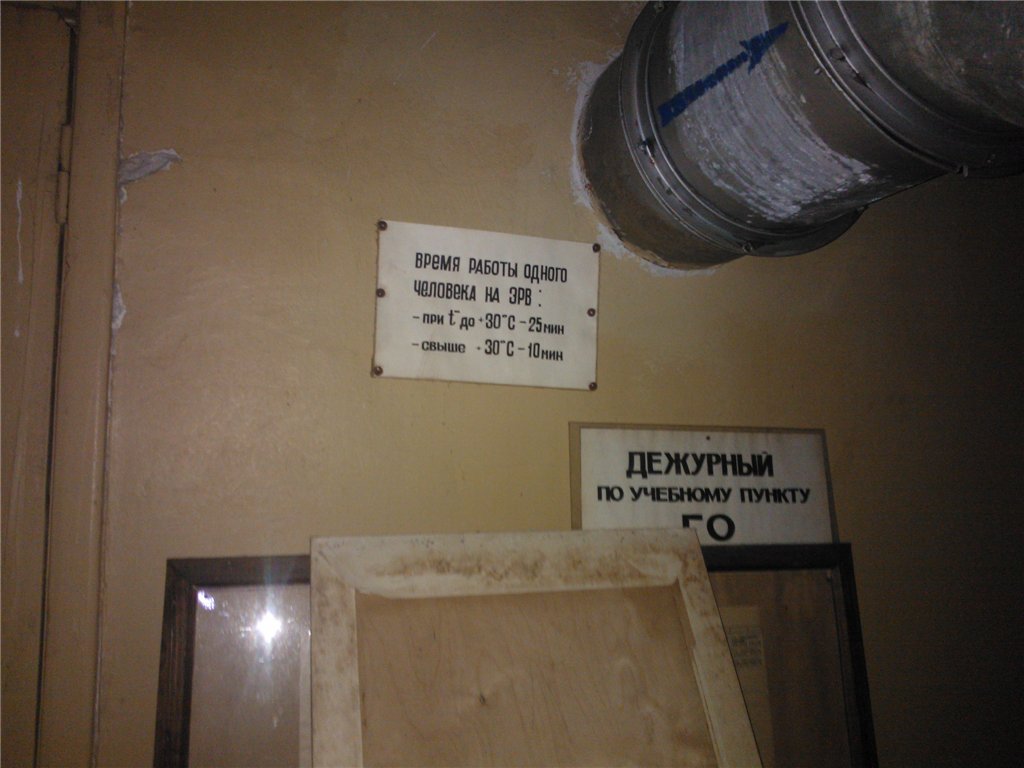 ВРЕМЯ РАБОТЫ ОДНОГО
ЧЕЛОВЕКА НА ЭРВ :
- при t° до +30°С - 25 мин
- свыше +30°С - 10 мин
ДЕЖУРНЫЙ
ПО УЧЕБНОМУ ПУНКТУ
ГО